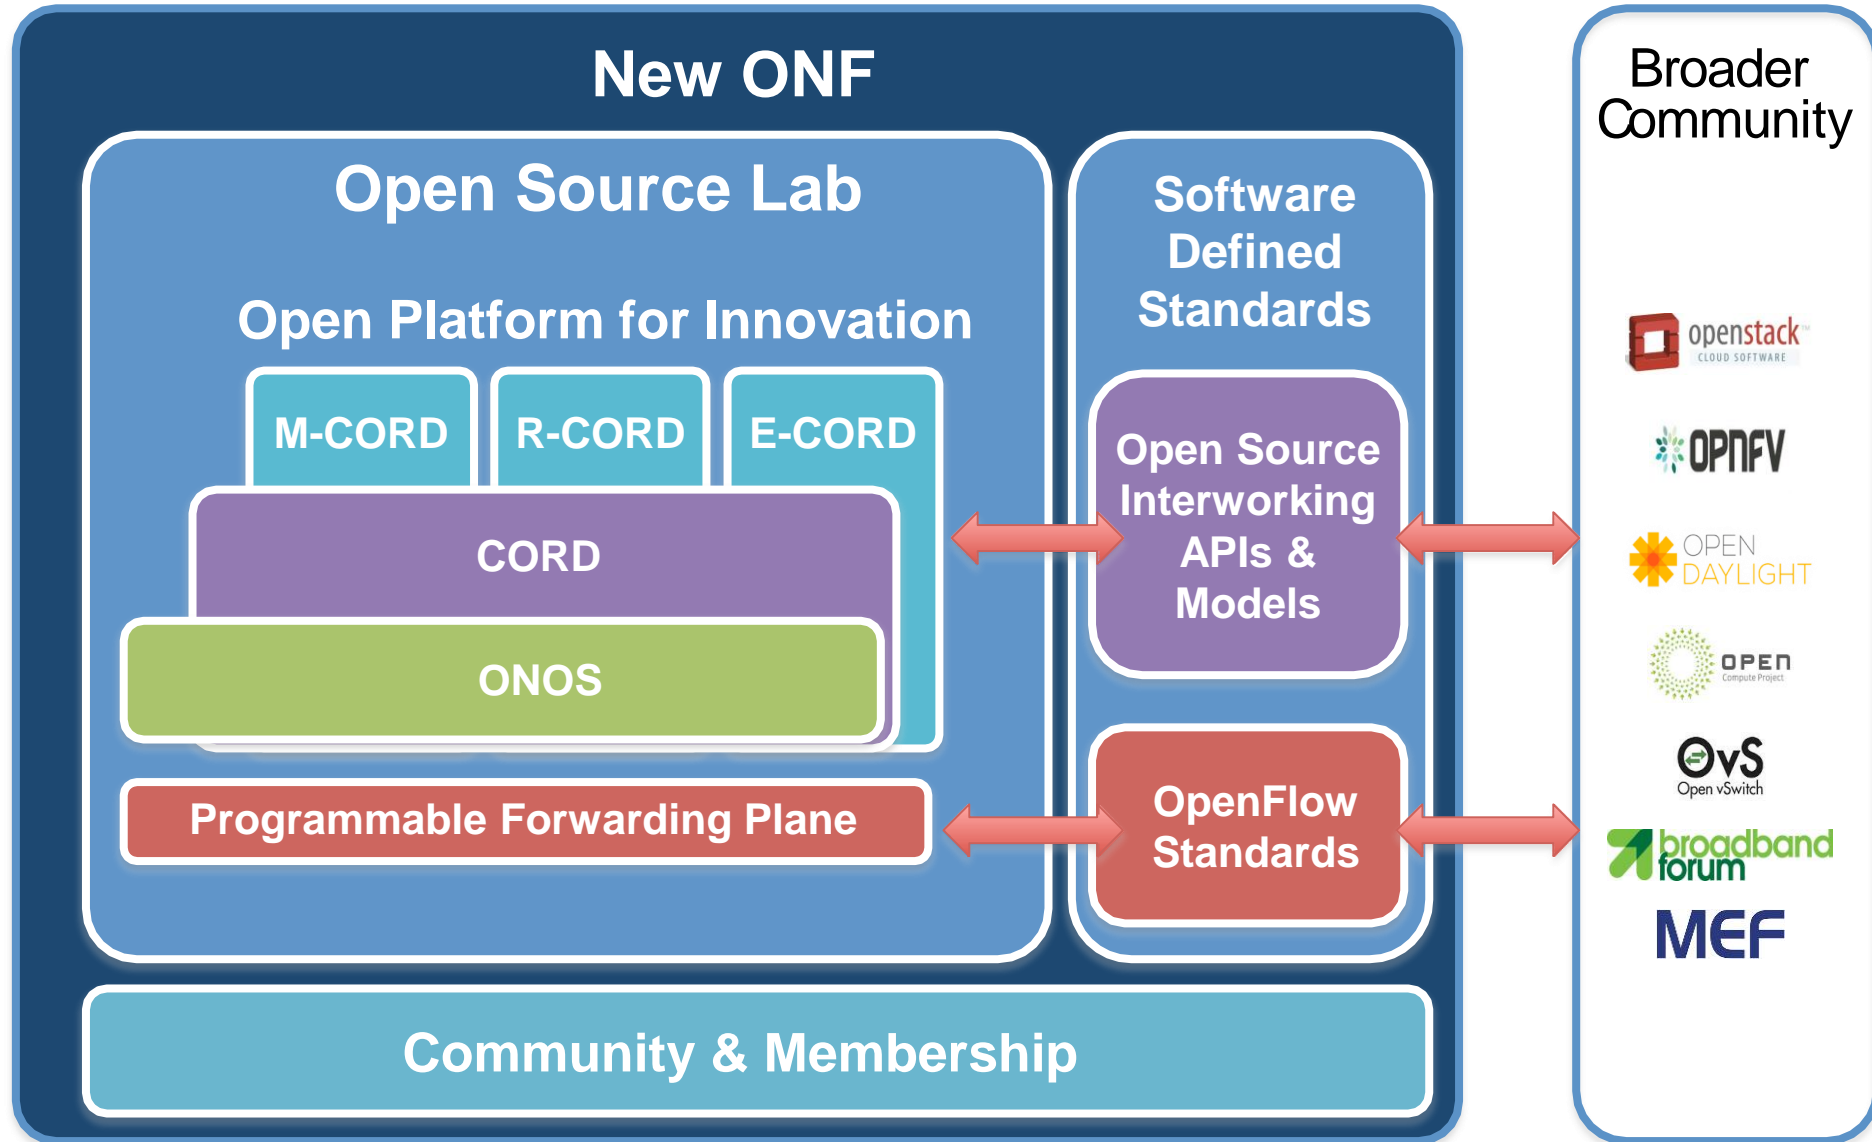 New ONF
Open Source Lab
Open Platform for Innovation
M-CORD
R-CORD
E-CORD
CORD
ONOS
Programmable Forwarding Plane
Software
Defined
Standards
Open Source
Interworking
APIs &
Models
OpenFlow
Standards
Community & Membership
Broader
Community
openstack™
CLOUD SOFTWARE
OPNFV
OPEN
DAYLIGHT
OPEN
Compute Project
OvS
Open vSwitch
broadband
forum
MEF